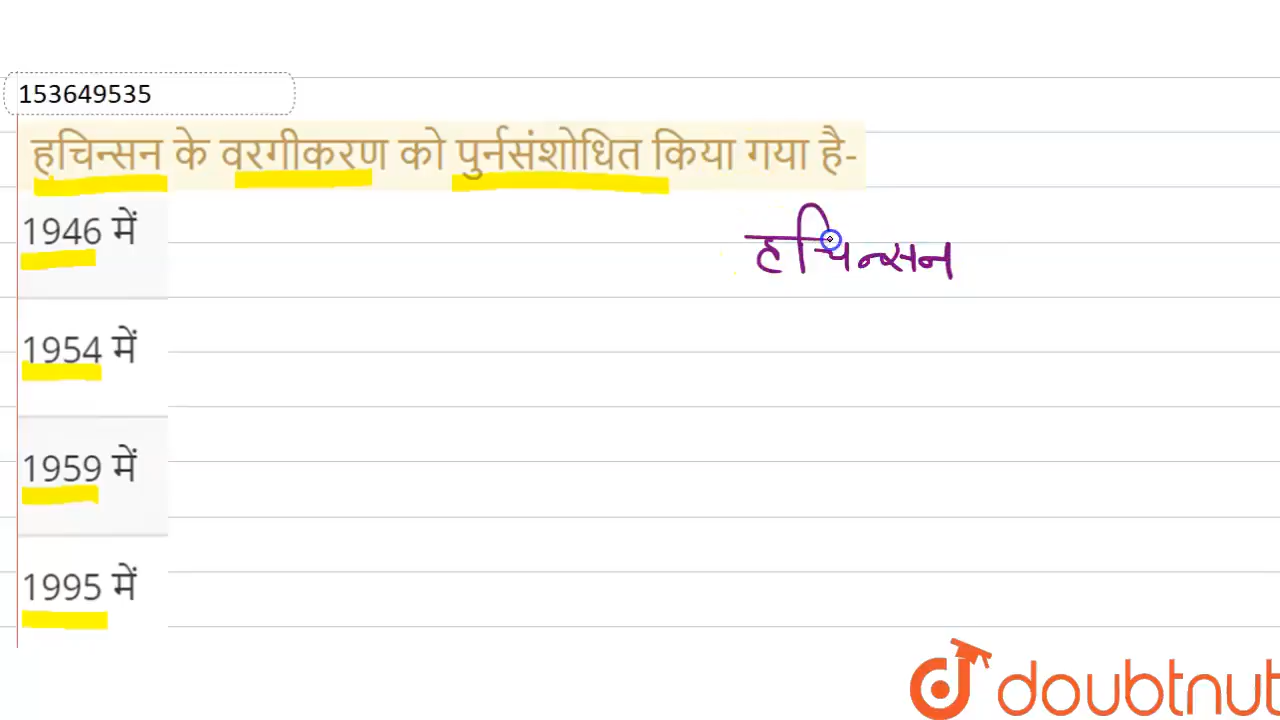 153649535
हचिन्सन के वरगीकरण को पुर्नसंशोधित किया गया है-
1946 में
हचिन्सन
1954 में
1959 में
1995 में
doubtnut